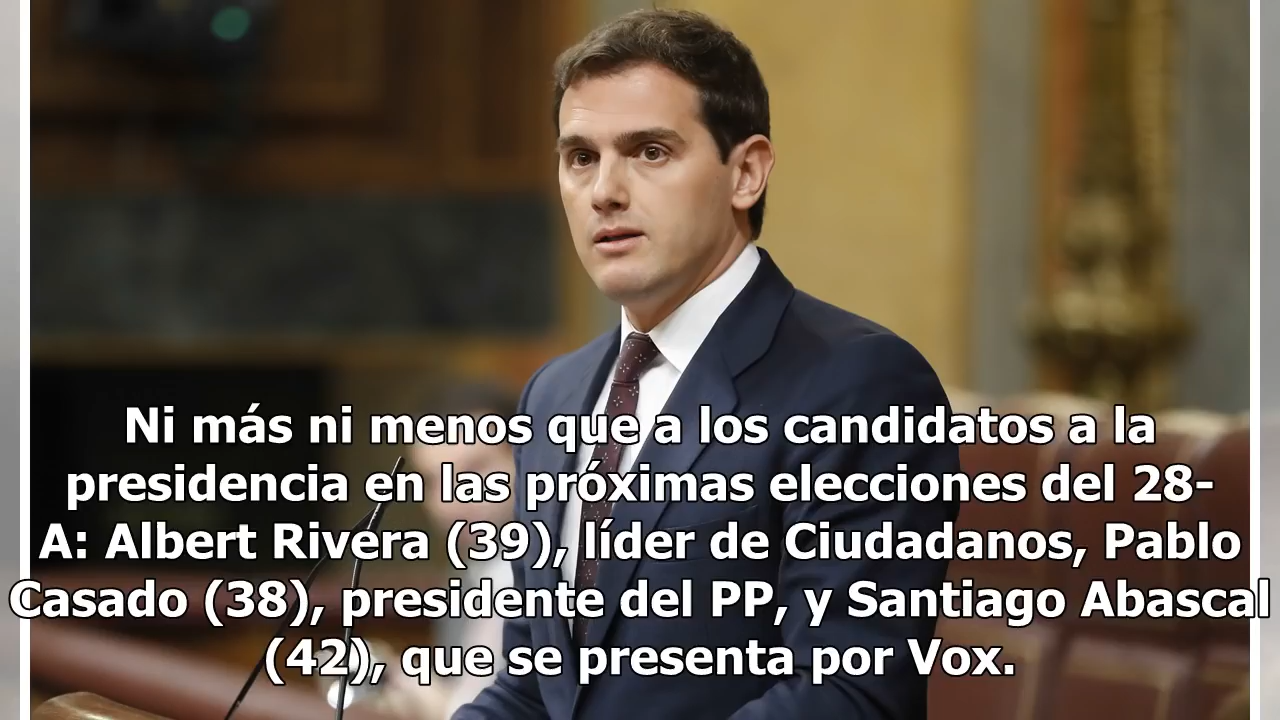 Ni más ni menos que a los candidatos a la
presidencia en las próximas elecciones del 28-
A: Albert Rivera (39), líder de Ciudadanos, Pablo
Casado (38), presidente del PP, y Santiago Abascal
(42), que se presenta por Vox.